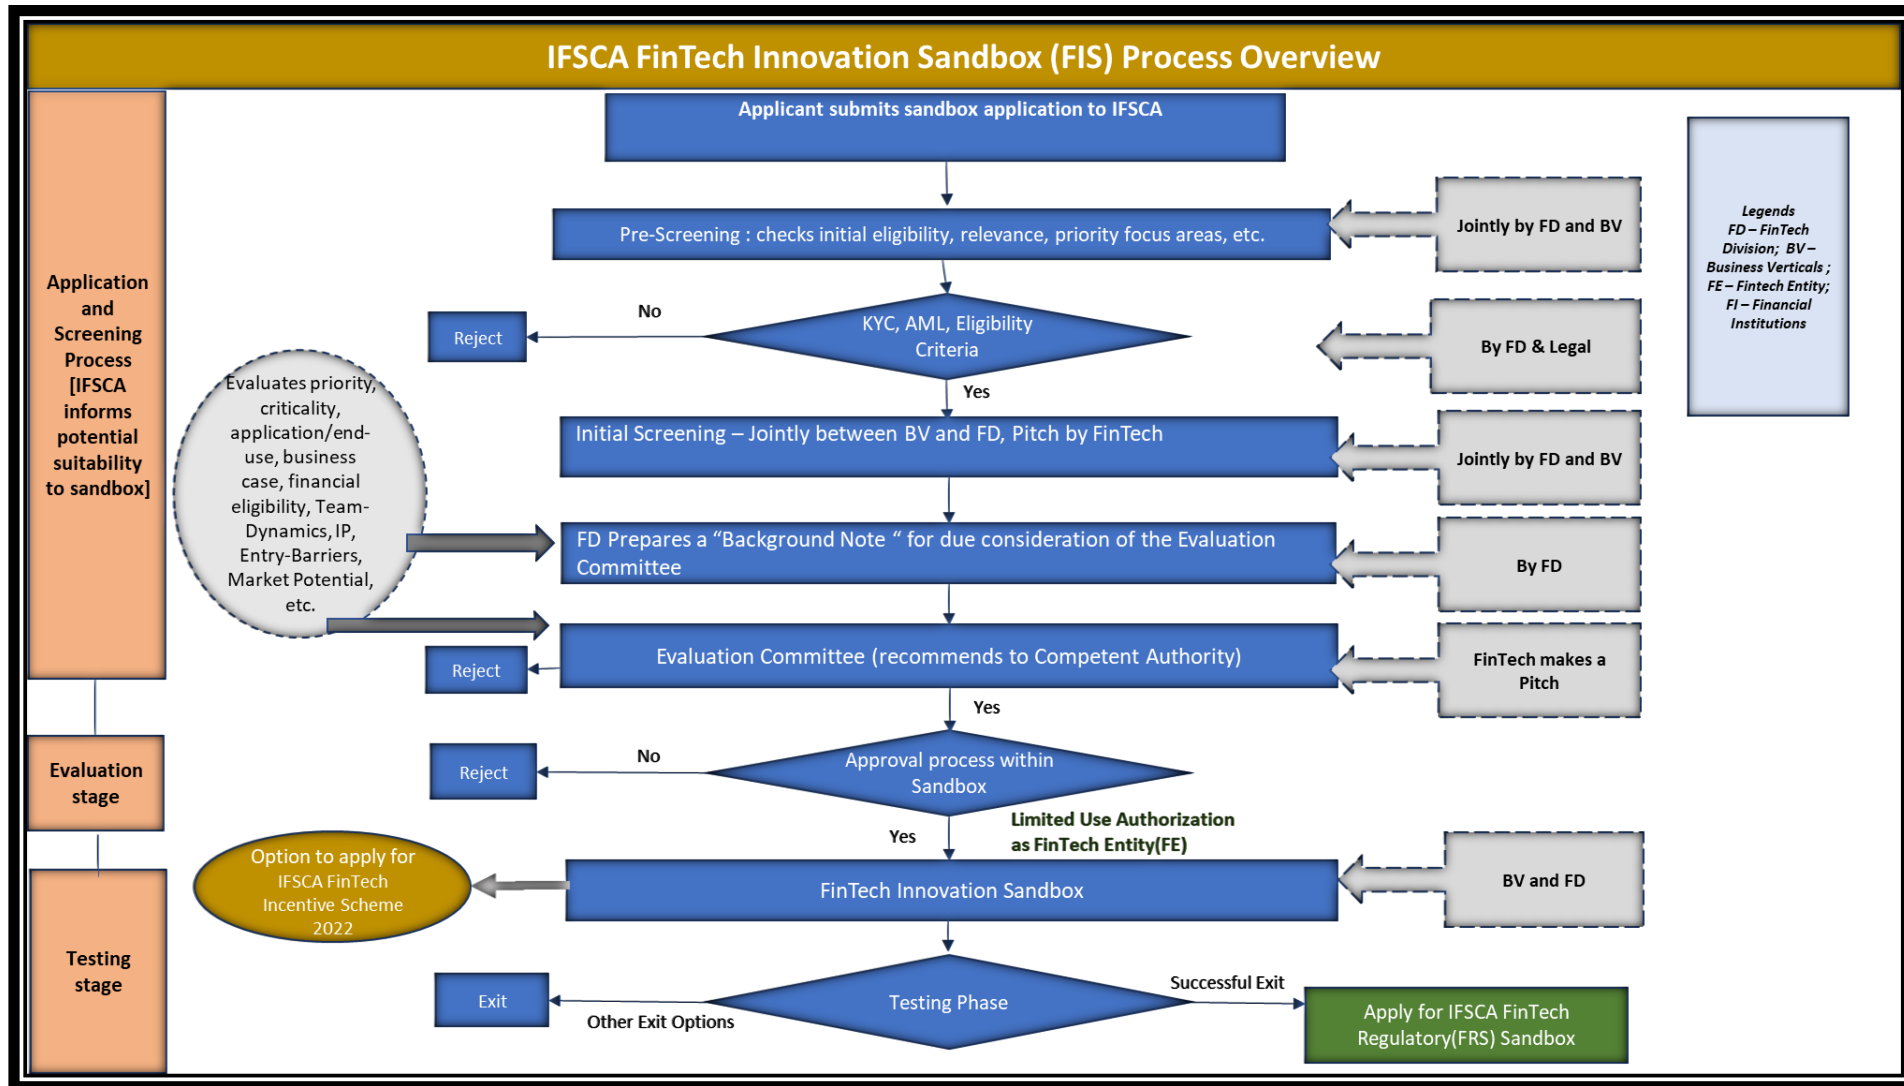 IFSCA FinTech Innovation Sandbox (FIS) Process Overview
Application
and
Screening
Process
[IFSCA
informs
potential
suitability
to sandbox]
Applicant submits sandbox application to IFSCA
Pre-Screening : checks initial eligibility, relevance, priority focus areas, etc.
Jointly by FD and BV
Legends
FD – FinTech
Division; BV –
Business Verticals ;
FE – Fintech Entity;
FI – Financial
Institutions
No
Reject
KYC, AML, Eligibility
Criteria
By FD & Legal
Yes
Evaluates priority,
criticality,
application/end-
use, business
case, financial
eligibility, Team-
Dynamics, IP,
Entry-Barriers,
Market Potential,
etc.
Initial Screening – Jointly between BV and FD, Pitch by FinTech
Jointly by FD and BV
FD Prepares a “Background Note “ for due consideration of the Evaluation
Committee
By FD
Evaluation Committee (recommends to Competent Authority)
Reject
FinTech makes a
Pitch
Yes
Evaluation
stage
No
Reject
Approval process within
Sandbox
Yes
Limited Use Authorization
as FinTech Entity(FE)
Option to apply for
IFSCA FinTech
Incentive Scheme
2022
FinTech Innovation Sandbox
BV and FD
Testing
stage
Exit
Other Exit Options
Testing Phase
Successful Exit
Apply for IFSCA FinTech
Regulatory(FRS) Sandbox